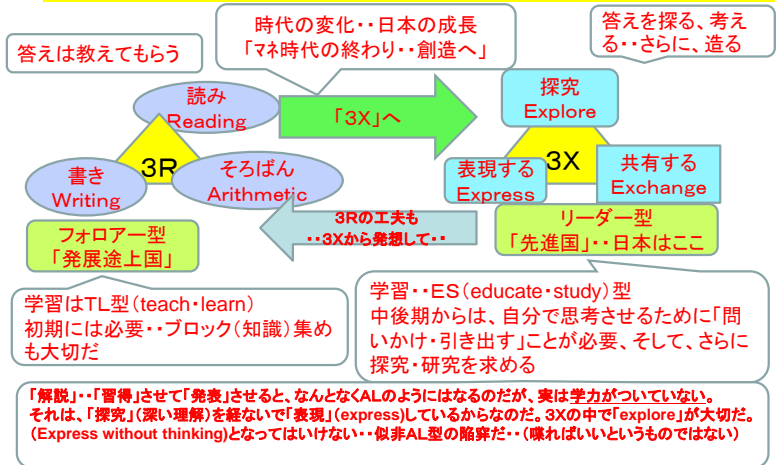 時代の変化・・日本の成長
「マネ時代の終わり・・創造へ」
答えを探る、考え
る・・さらに、造る
答えは教えてもらう
読み
Reading
「3X」へ
探究
Explore
3R
3X
書き
Writing
そろばん
Arithmetic
表現する
Express
共有する
Exchange
3Rの工夫も
・・3Xから発想して・・
フォロアー型
「発展途上国」
リーダー型
「先進国」・・日本はここ
学習はTL型(teach・learn)
初期には必要・・ブロック(知識)集め
も大切だ
学習・・ES(educate・study)型
中後期からは、自分で思考させるために「問
いかけ・引き出す」ことが必要、そして、さらに
探究・研究を求める
「解説」・・「習得」させて「発表」させると、なんとなくALのようにはなるのだが、実は学力がついていない。
それは、「探究」(深い理解)を経ないで「表現」(express)しているからなのだ。3Xの中で「explore」が大切だ。
(Express without thinking)となってはいけない・・似非AL型の陥穽だ・・(喋ればいいというものではない)